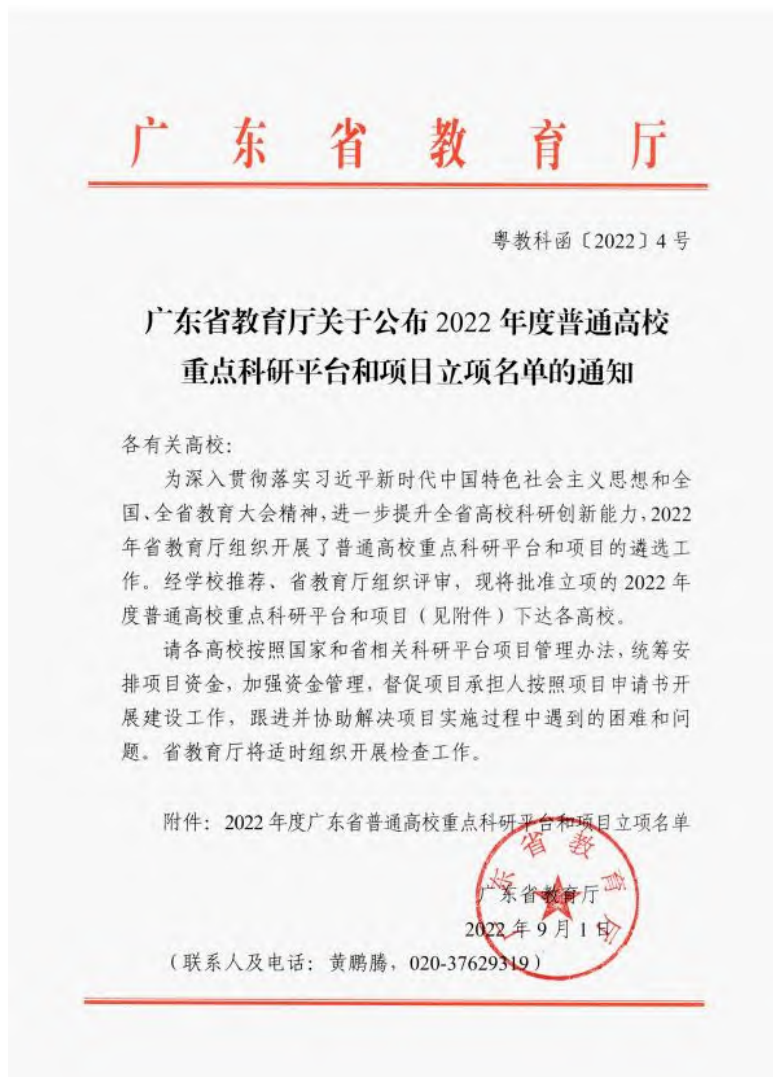 广东省教育厅
粤教科函〔2022〕4 号
广东省教育厅关于公布 2022 年度普通高校
重点科研平台和项目立项名单的通知
各有关高校：
为深入贯彻落实习近平新时代中国特色社会主义思想和全
国、全省教育大会精神，进一步提升全省高校科研创新能力，2022
年省教育厅组织开展了普通高校重点科研平台和项目的遴选工
作。经学校推荐、省教育厅组织评审，现将批准立项的 2022 年
度普通高校重点科研平台和项目（见附件）下达各高校。
请各高校按照国家和省相关科研平台项目管理办法，统筹安
排项目资金，加强资金管理，督促项目承担人按照项目申请书开
展建设工作，跟进并协助解决项目实施过程中遇到的困难和问
题。省教育厅将适时组织开展检查工作。
附件：2022 年度广东省普通高校重点科研平台和项目立项名单
广东省教育厅
广东省教育厅
2022 年 9 月 1 日
（联系人及电话：黄鹏腾，020-37629319）